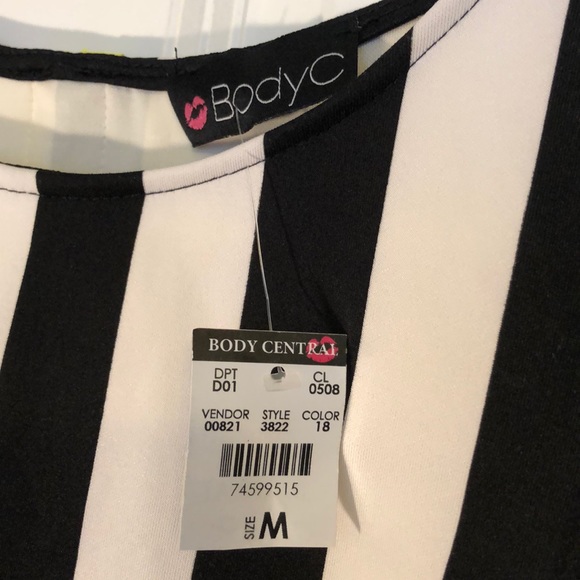 BodyC
BODY CENTRAL
DPT CL
D01 0508
VENDOR STYLE COLOR
00821 3822 18
74599515
SIZE M